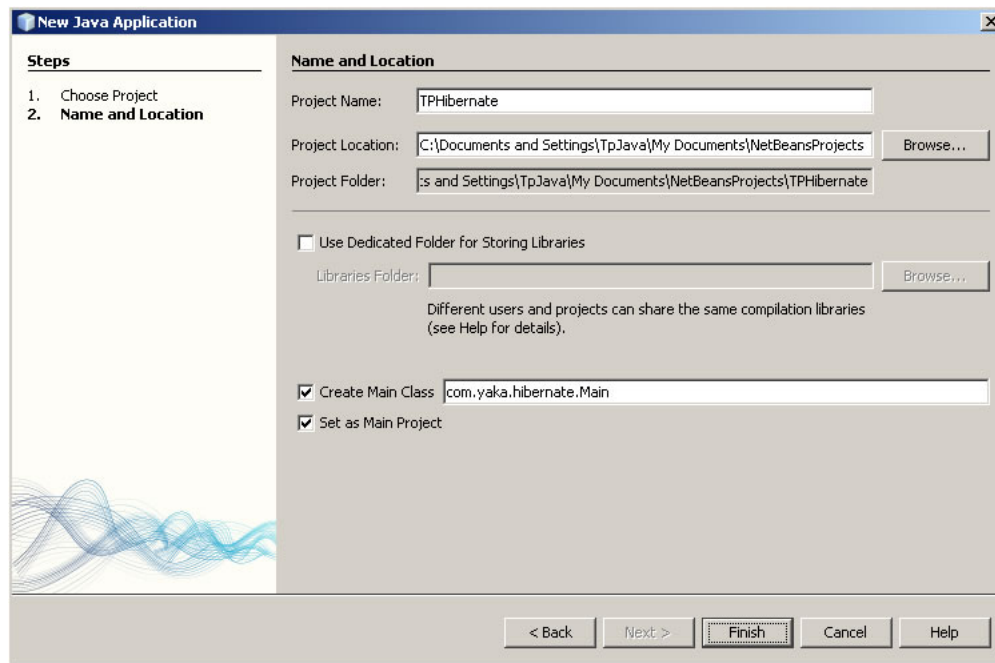 New Java Application
Steps
1. Choose Project
2. Name and Location
Name and Location
Project Name: TPHibernate
Project Location: C:\Documents and Settings\TpJava\My Documents\NetBeansProjects Browse...
Project Folder: :s and Settings\TpJava\My Documents\NetBeansProjects\TPHibernate
Use Dedicated Folder for Storing Libraries
Libraries Folder: Browse...
Different users and projects can share the same compilation libraries
(see Help for details).
Create Main Class com.yaka.hibernate.Main
Set as Main Project
< Back Next > Finish Cancel Help